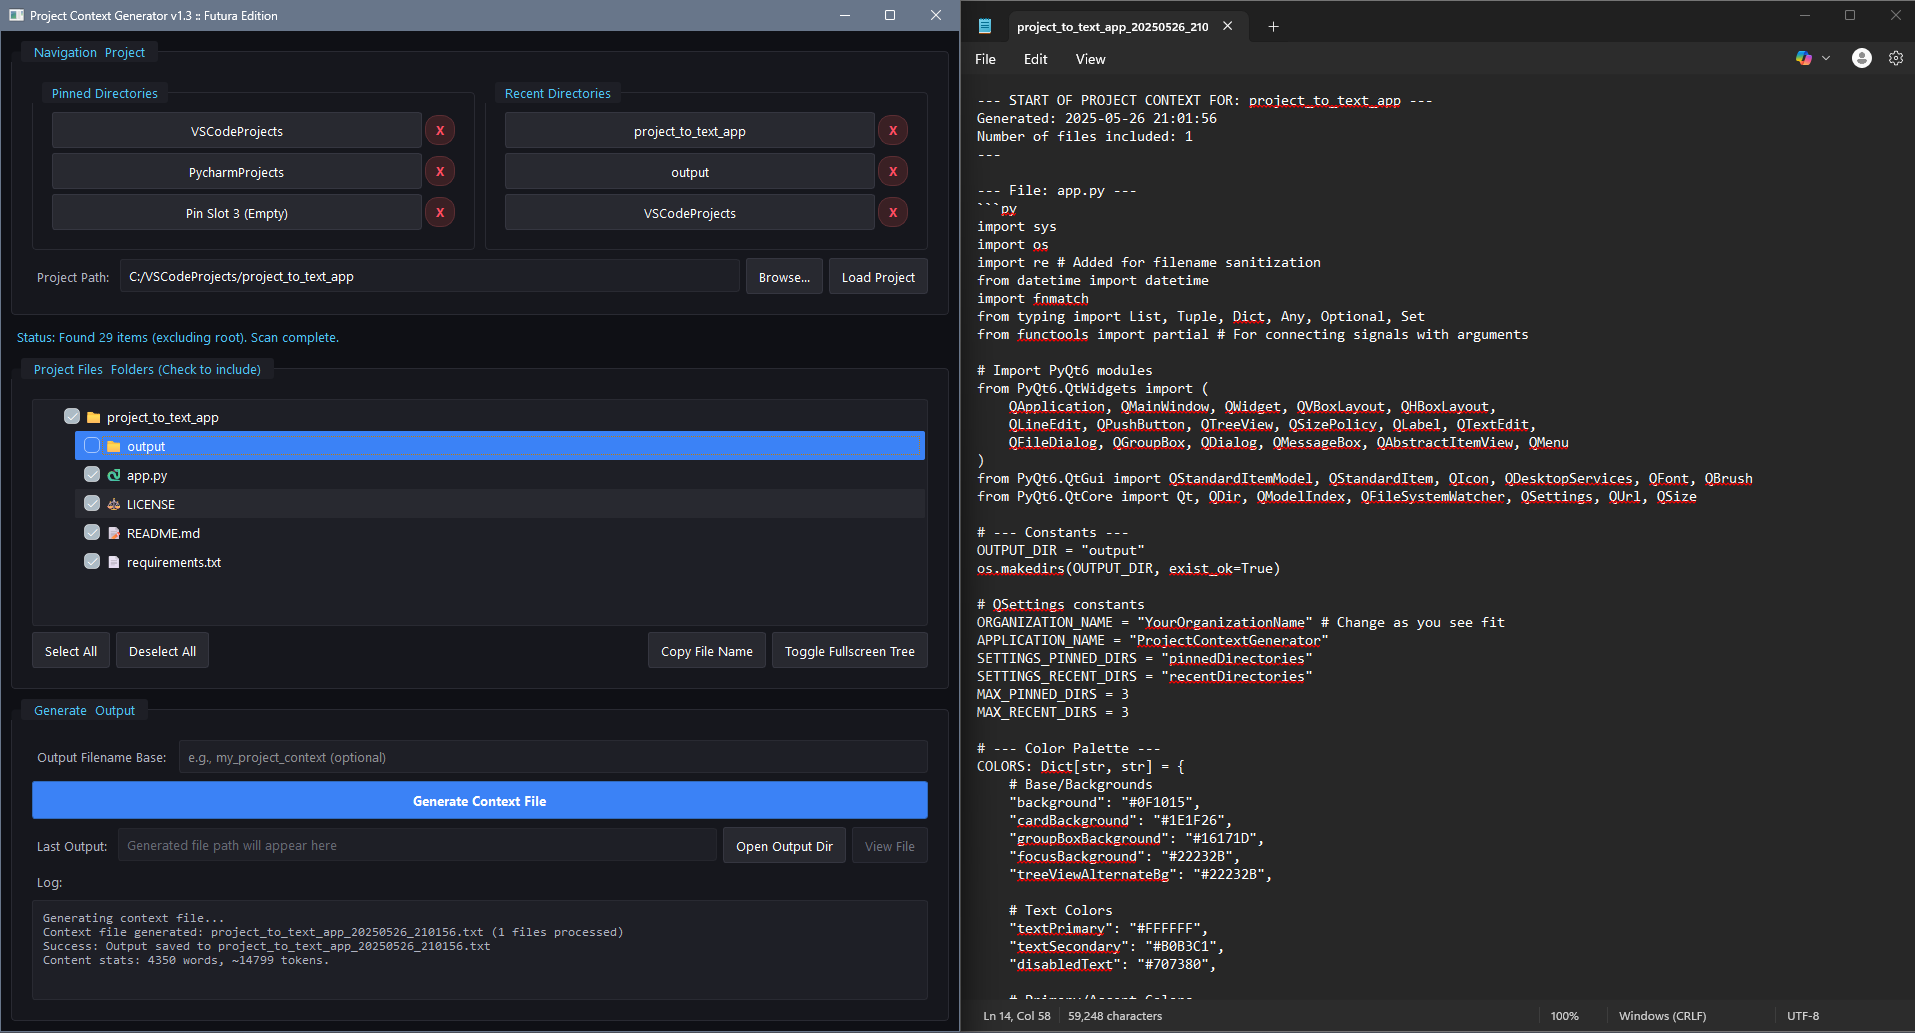 Project Context Generator v1.3 :: Futura Edition
Navigation Project
Pinned Directories
VSCodeProjects X
PycharmProjects X
Pin Slot 3 (Empty) X
Recent Directories
project_to_text_app X
output X
VSCodeProjects X
Project Path: C:/VSCodeProjects/project_to_text_app Browse... Load Project
Status: Found 29 items (excluding root). Scan complete.
Project Files Folders (Check to include)
project_to_text_app
output
app.py
LICENSE
README.md
requirements.txt
Select All Deselect All Copy File Name Toggle Fullscreen Tree
Generate Output
Output Filename Base: e.g., my_project_context (optional)
Generate Context File
Last Output: Generated file path will appear here Open Output Dir View File
Log:
Generating context file...
Context file generated: project_to_text_app_20250526_210156.txt (1 files processed)
Success: Output saved to project_to_text_app_20250526_210156.txt
Content stats: 4350 words, ~14799 tokens.
project_to_text_app_20250526_210
File Edit View
--- START OF PROJECT CONTEXT FOR: project_to_text_app ---
Generated: 2025-05-26 21:01:56
Number of files included: 1
---
--- File: app.py ---
```py
import sys
import os
import re # Added for filename sanitization
from datetime import datetime
import fnmatch
from typing import List, Tuple, Dict, Any, Optional, Set
from functools import partial # For connecting signals with arguments
# Import PyQt6 modules
from PyQt6.QtWidgets import (
QApplication, QMainWindow, QWidget, QVBoxLayout, QHBoxLayout,
QLineEdit, QPushButton, QTreeView, QSizePolicy, QLabel, QTextEdit,
QFileDialog, QGroupBox, QDialog, QMessageBox, QAbstractItemView, QMenu
)
from PyQt6.QtGui import QStandardItemModel, QStandardItem, QIcon, QDesktopServices, QFont, QBrush
from PyQt6.QtCore import Qt, QDir, QModelIndex, QFileSystemWatcher, QSettings, QUrl, QSize
# --- Constants ---
OUTPUT_DIR = "output"
os.makedirs(OUTPUT_DIR, exist_ok=True)
# QSettings constants
ORGANIZATION_NAME = "YourOrganizationName" # Change as you see fit
APPLICATION_NAME = "ProjectContextGenerator"
SETTINGS_PINNED_DIRS = "pinnedDirectories"
SETTINGS_RECENT_DIRS = "recentDirectories"
MAX_PINNED_DIRS = 3
MAX_RECENT_DIRS = 3
# --- Color Palette ---
COLORS: Dict[str, str] = {
# Base/Backgrounds
"background": "#0F1015",
"cardBackground": "#1E1F26",
"groupBoxBackground": "#16171D",
"focusBackground": "#22232B",
"treeViewAlternateBg": "#22232B",
# Text Colors
"textPrimary": "#FFFFFF",
"textSecondary": "#B0B3C1",
"disabledText": "#707380",
# Primary/Accent Colors
Ln 14, Col 58 59,248 characters 100% Windows (CRLF) UTF-8